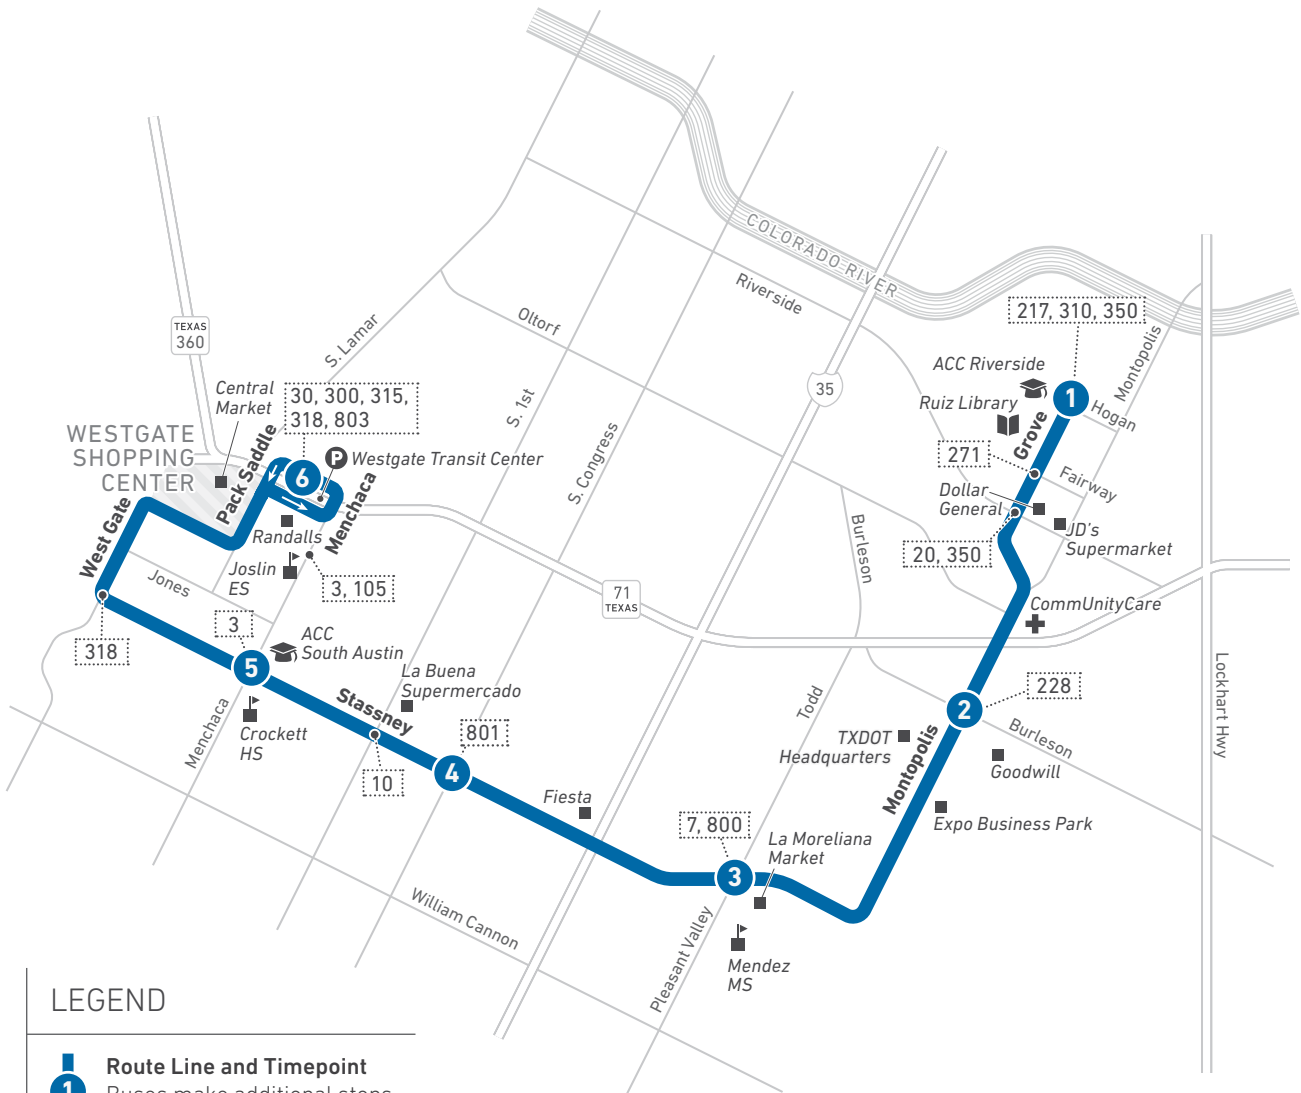 COLORADO RIVER
Riverside
217, 310, 350
TEXAS
360
S. Lamar
Oltorf
Montopolis
ACC Riverside
1
35
Central
Market
30, 300, 315,
318, 803
Ruiz Library
Hogan
S. 1st
Grove
WESTGATE
SHOPPING
CENTER
Pack Saddle
6
P
Westgate Transit Center
S. Congress
271
Fairway
Dollar
General
West Gate
Menchaca
Randalls
Burleson
JD's
Supermarket
20, 350
Joslin
ES
Jones
3, 105
71
TEXAS
CommUnityCare
3
318
ACC
South Austin
5
La Buena
Supermercado
228
Lockhart Hwy
Stassney
Todd
2
Menchaca
Crockett
HS
801
TXDOT
Headquarters
Burleson
Goodwill
4
10
Montopolis
Fiesta
7, 800
Expo Business Park
La Moreliana
Market
3
William Cannon
Pleasant Valley
Mendez
MS
LEGEND
Route Line and Timepoint
1
Buses make additional stops